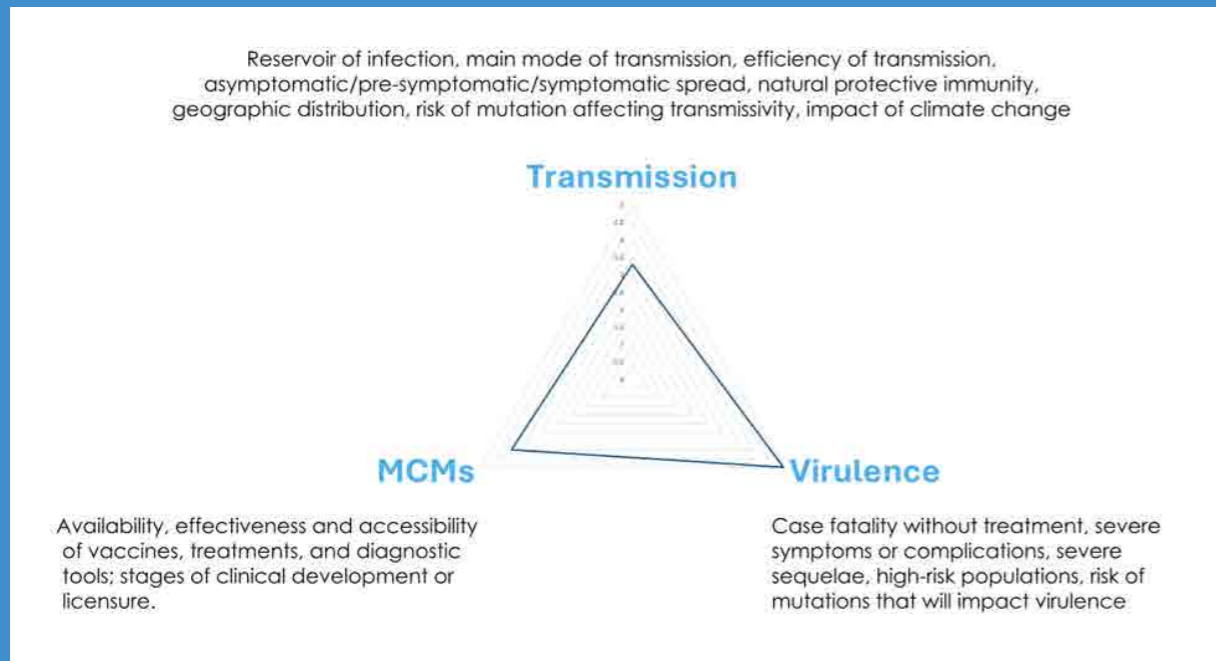 Reservoir of infection, main mode of transmission, efficiency of transmission,
asymptomatic/pre-symptomatic/symptomatic spread, natural protective immunity,
geographic distribution, risk of mutation affecting transmissivity, impact of climate change
Transmission
MCMs
Virulence
Availability, effectiveness and accessibility
of vaccines, treatments, and diagnostic
tools; stages of clinical development or
licensure.
Case fatality without treatment, severe
symptoms or complications, severe
sequelae, high-risk populations, risk of
mutations that will impact virulence